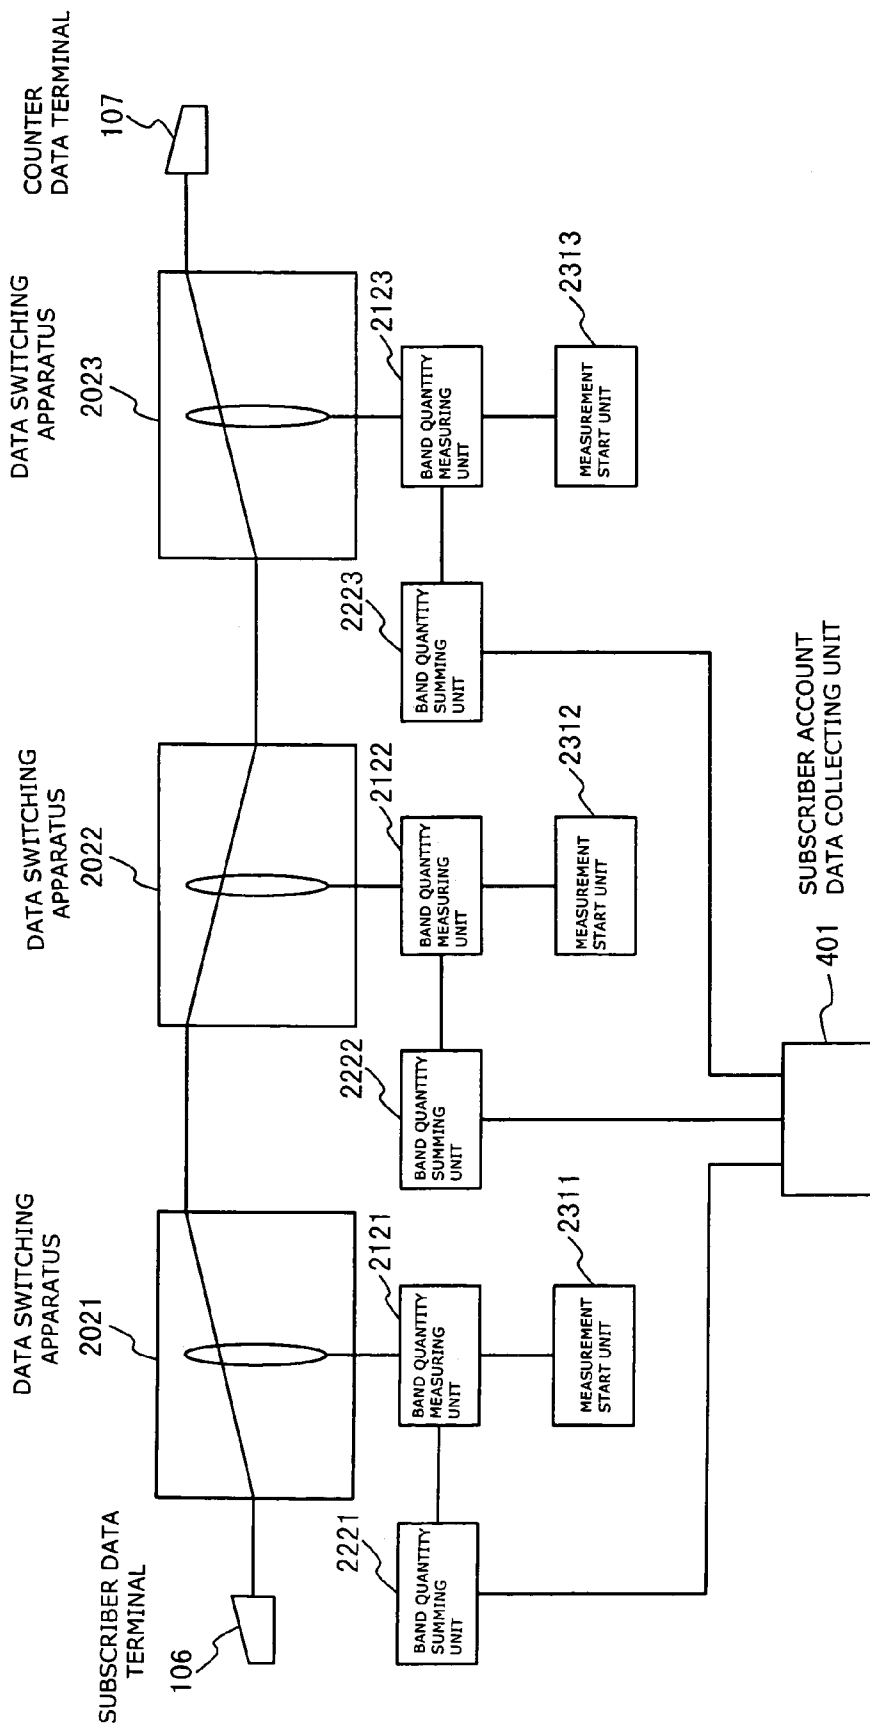 SUBSCRIBER DATA
TERMINAL
106
DATA SWITCHING
APPARATUS
2021
DATA SWITCHING
APPARATUS
2022
DATA SWITCHING
APPARATUS
2023
COUNTER
DATA TERMINAL
107
2221
BAND QUANTITY
SUMMING
UNIT
2121
BAND QUANTITY
MEASURING
UNIT
2311
MEASUREMENT
START UNIT
2222
BAND QUANTITY
SUMMING
UNIT
2122
BAND QUANTITY
MEASURING
UNIT
2312
MEASUREMENT
START UNIT
2223
BAND QUANTITY
SUMMING
UNIT
2123
BAND QUANTITY
MEASURING
UNIT
2313
MEASUREMENT
START UNIT
401
SUBSCRIBER ACCOUNT
DATA COLLECTING UNIT